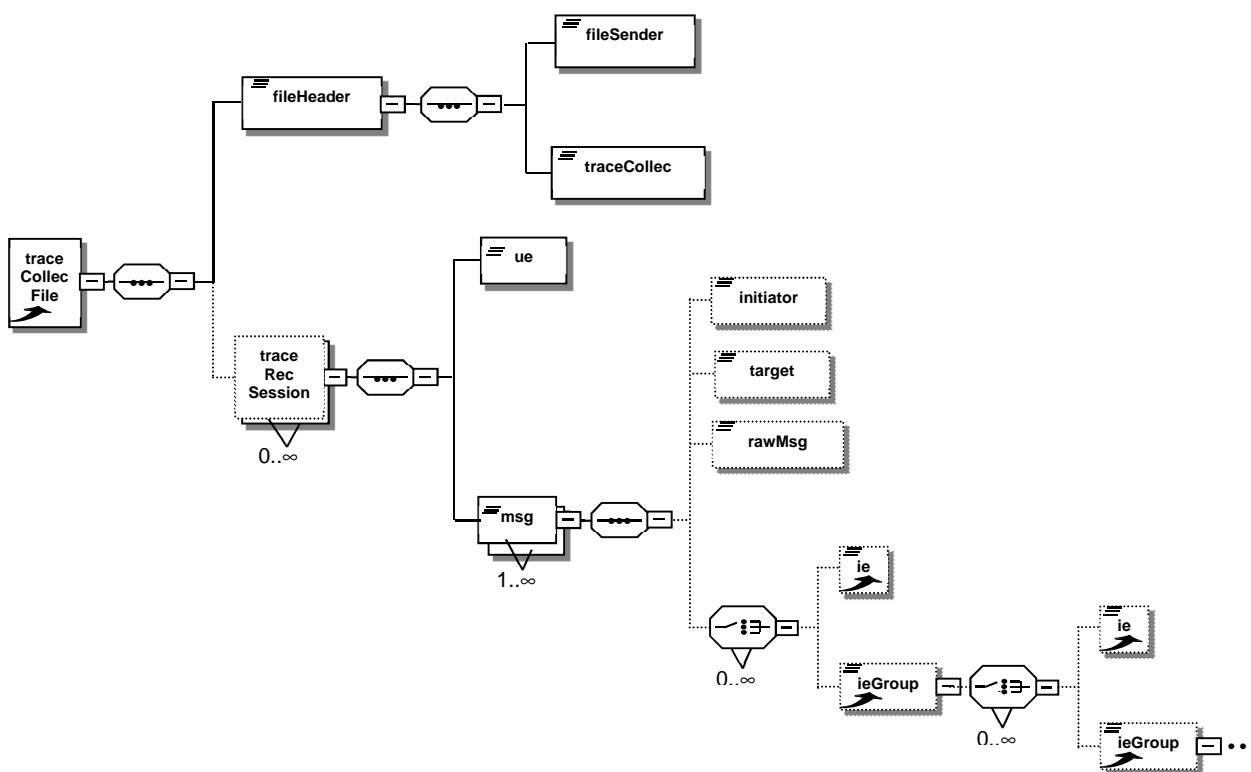 fileSender
fileHeader
traceCollec
trace
Collec
File
ue
initiator
trace
Rec
Session
target
rawMsg
0..∞
msg
1..∞
ie
ie
0..∞
ieGroup
0..∞
ieGroup